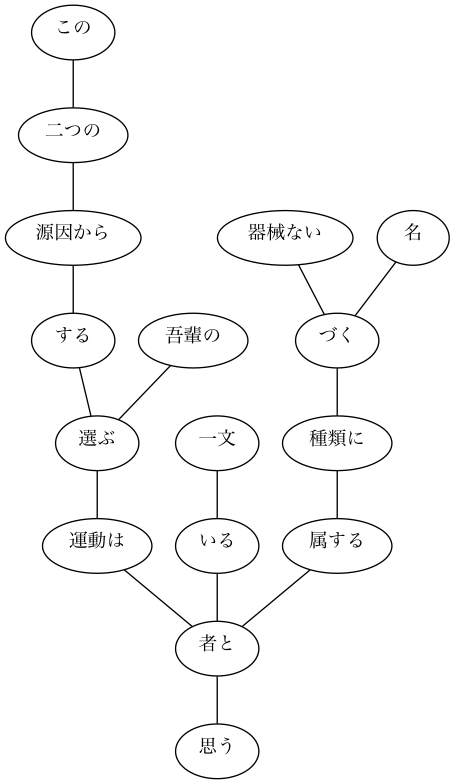 この
二つの
源因から
器械ない
名
する
吾輩の
づく
選ぶ
一文
種類に
運動は
いる
属する
者と
思う